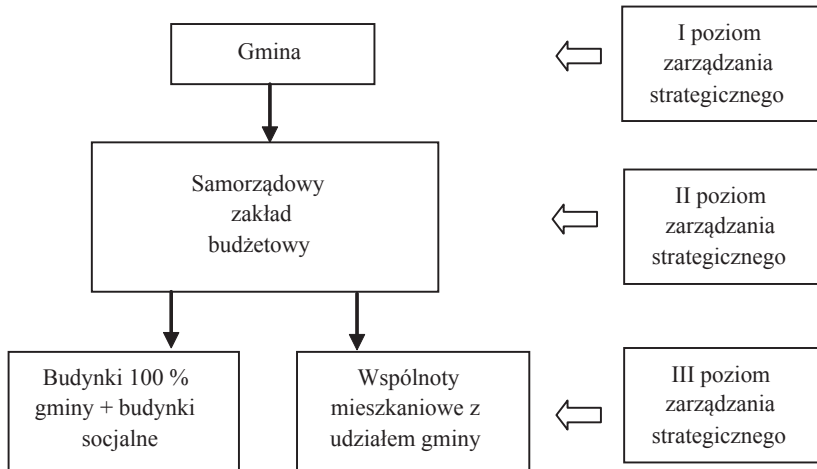 Gmina
I poziom
zarządzania
strategicznego
Samorządowy
zakład
budżetowy
II poziom
zarządzania
strategicznego
Budynki 100 %
gminy + budynki
socjalne
Wspólnoty
mieszkaniowe z
udziałem gminy
III poziom
zarządzania
strategicznego